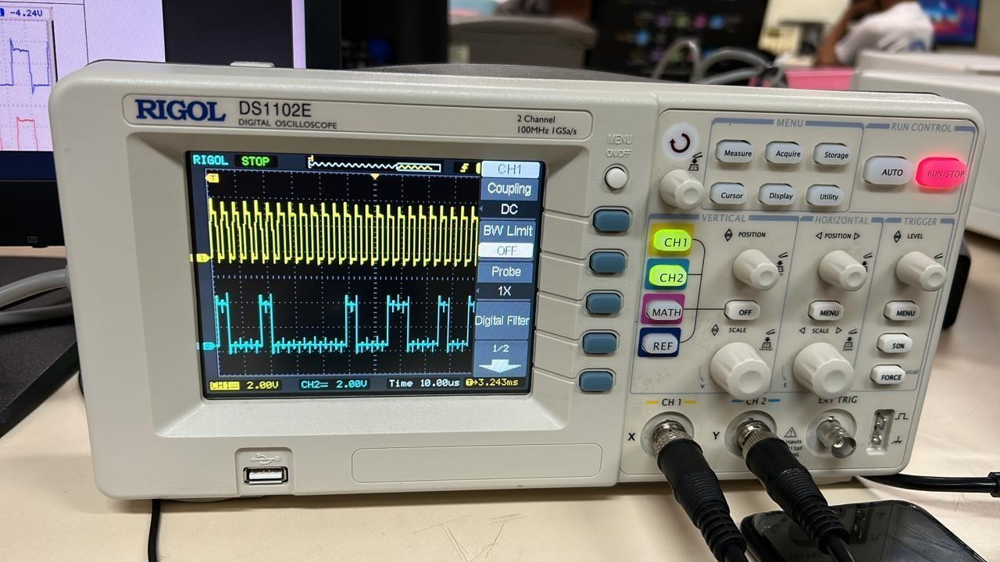 -4.24V
RIGOL
DS1102E
DIGITAL OSCILLOSCOPE
2 Channel
100MHz 1GSa/s
MENU
ON/OFF
RIGOL STOP
CH1
Coupling
DC
BW Limit
OFF
Probe
1X
Digital Filter
1/2
T
1
CH1 2.00V CH2 2.00V Time 10.00us T→3.243ms
MENU
Measure Acquire Storage
Cursor Display Utility
RUN CONTROL
AUTO RUN/STOP
VERTICAL
CH1
CH2
MATH
REF
POSITION
OFF
SCALE
HORIZONTAL
POSITION
MENU
SCALE
TRIGGER
LEVEL
MENU
50%
FORCE
CH 1
CH 2
EXT TRIG
X
Y